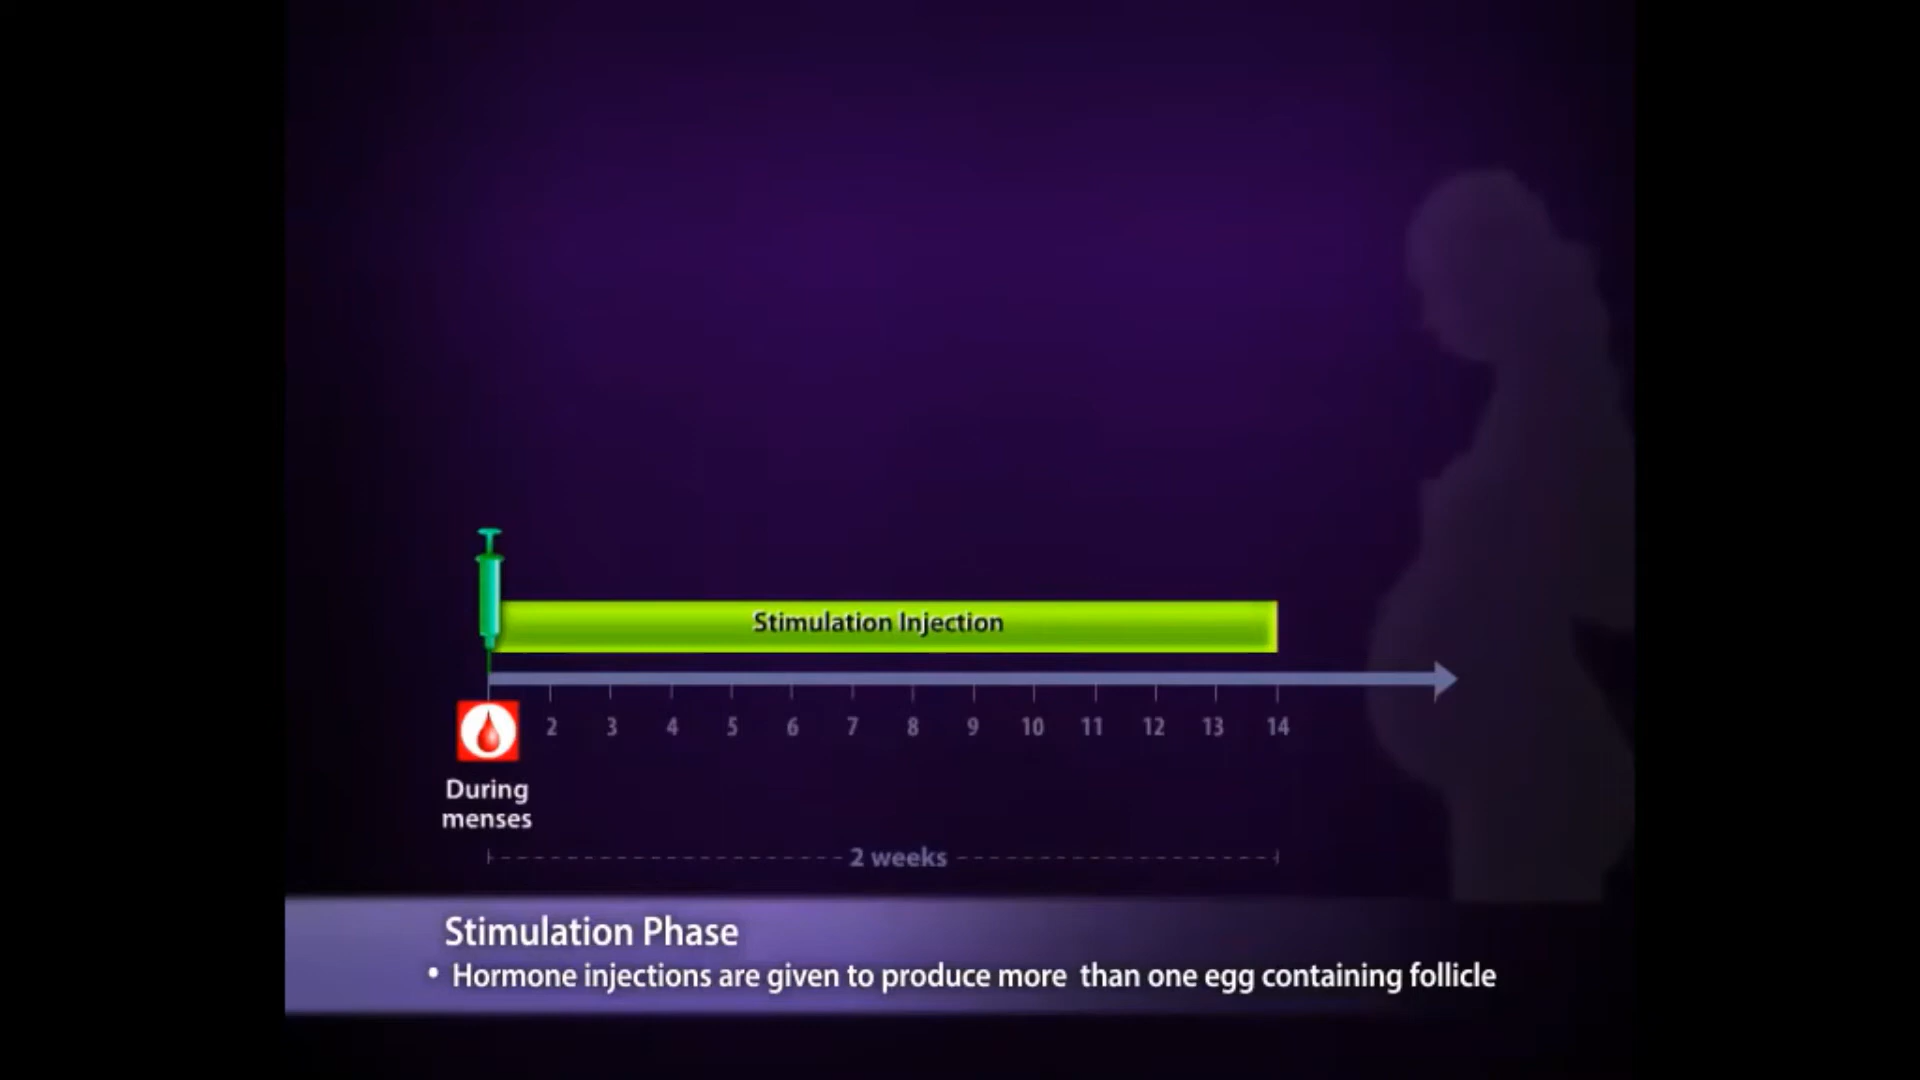 Stimulation Injection
2 3 4 5 6 7 8 9 10 11 12 13 14
During
menses
2 weeks
Stimulation Phase
• Hormone injections are given to produce more than one egg containing follicle